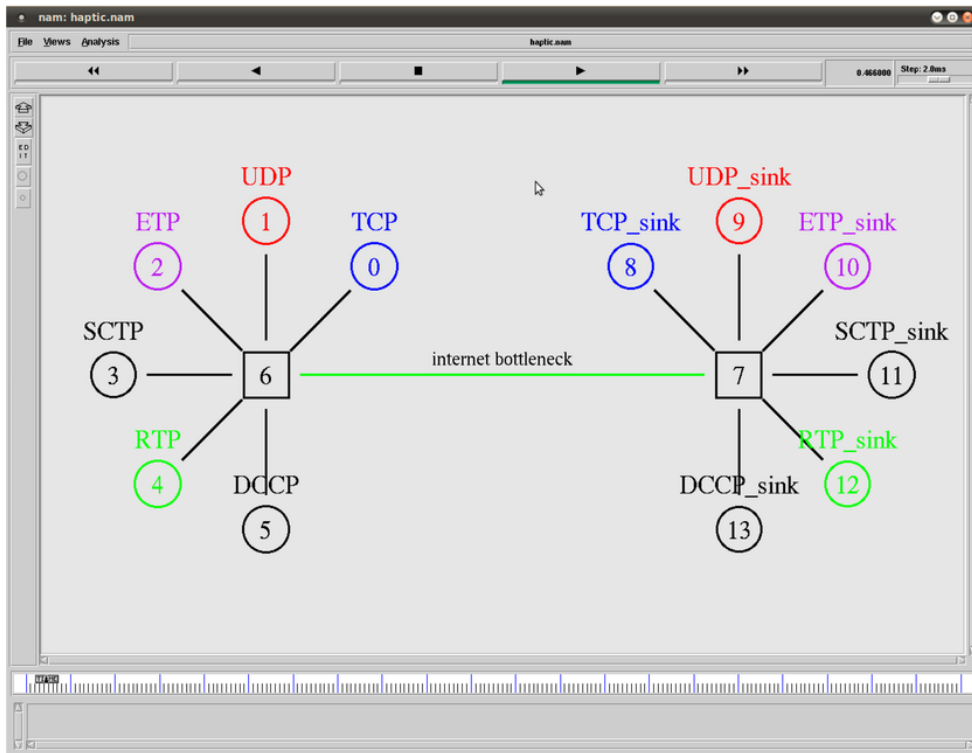 nam: haptic.nam
File Views Analysis
haptic.nam
0.466000
Step: 2.0ms
ED
IT
UDP
UDP_sink
ETP
1
TCP
TCP_sink
9
ETP_sink
2
0
8
10
SCTP
SCTP_sink
internet bottleneck
3
6
7
11
RTP
RTP_sink
4
DCCP
DCCP_sink
12
5
13